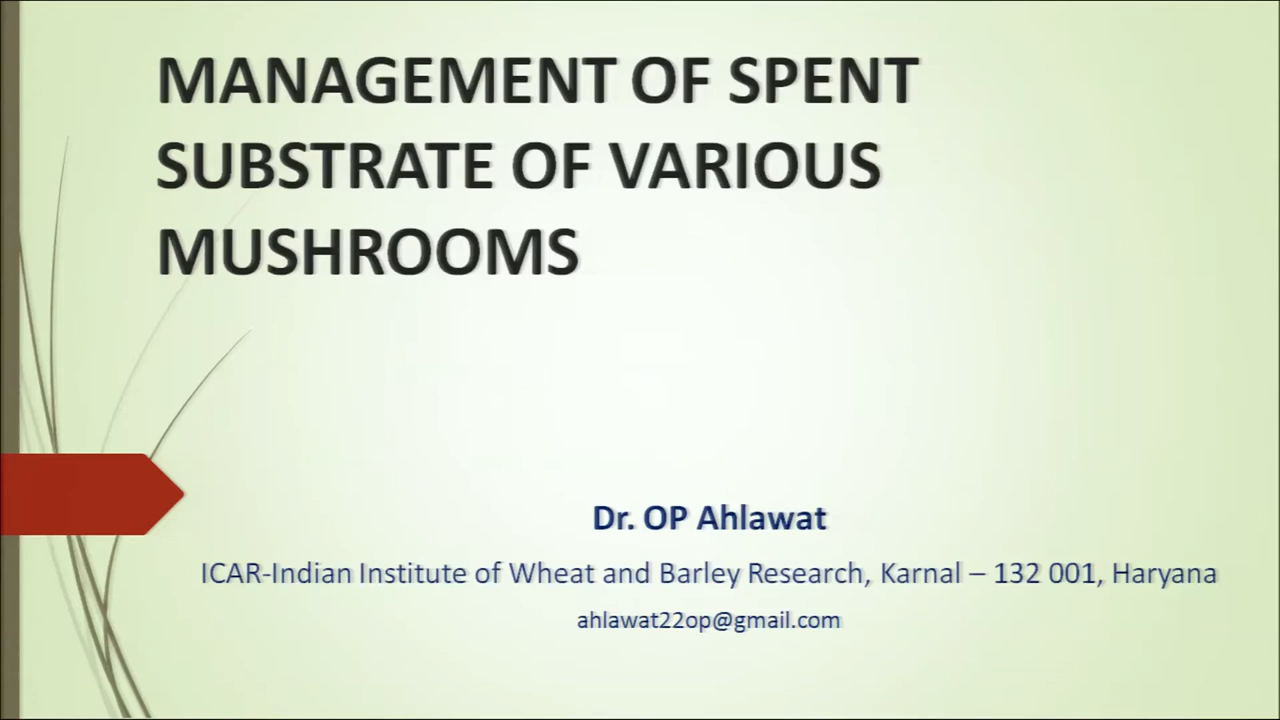 MANAGEMENT OF SPENT
SUBSTRATE OF VARIOUS
MUSHROOMS
Dr. OP Ahlawat
ICAR-Indian Institute of Wheat and Barley Research, Karnal – 132 001, Haryana
ahlawat22op@gmail.com